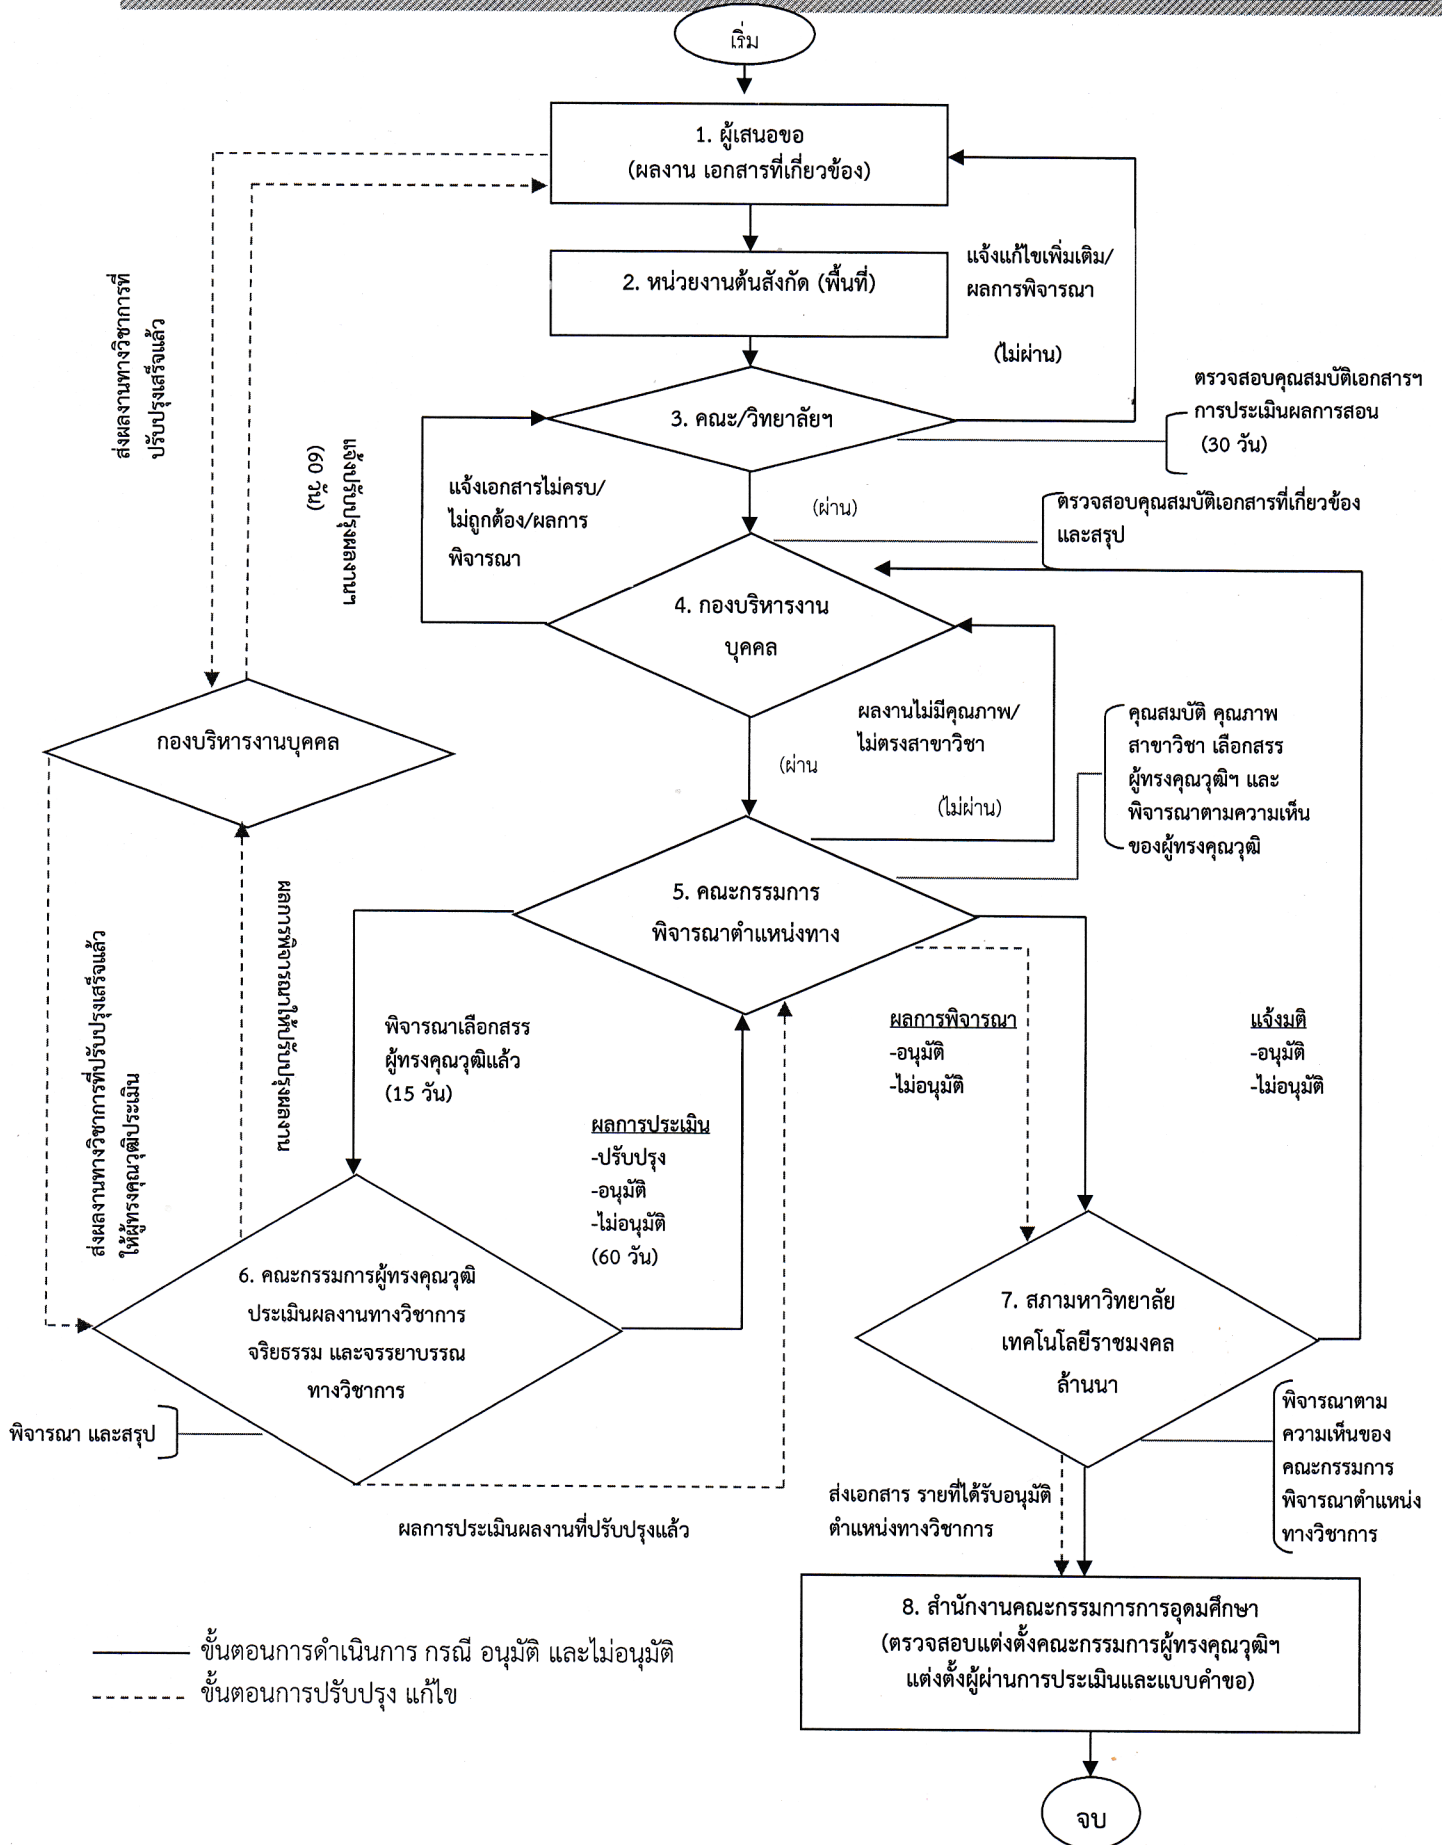 เริ่ม
1. ผู้เสนอขอ
(ผลงาน เอกสารที่เกี่ยวข้อง)
2. หน่วยงานต้นสังกัด (พื้นที่)
แจ้งแก้ไขเพิ่มเติม/
ผลการพิจารณา
(ไม่ผ่าน)
ส่งผลงานทางวิชาการที่
ปรับปรุงเสร็จแล้ว
แจ้งปรับปรุงผลงานฯ
(60 วัน)
3. คณะ/วิทยาลัยฯ
ตรวจสอบคุณสมบัติเอกสารฯ
การประเมินผลการสอน
(30 วัน)
แจ้งเอกสารไม่ครบ/
ไม่ถูกต้อง/ผลการ
พิจารณา
(ผ่าน)
ตรวจสอบคุณสมบัติเอกสารที่เกี่ยวข้อง
และสรุป
4. กองบริหารงาน
บุคคล
กองบริหารงานบุคคล
ผลงานไม่มีคุณภาพ/
ไม่ตรงสาขาวิชา
(ผ่าน
(ไม่ผ่าน)
คุณสมบัติ คุณภาพ
สาขาวิชา เลือกสรร
ผู้ทรงคุณวุฒิฯ และ
พิจารณาตามความเห็น
ของผู้ทรงคุณวุฒิ
5. คณะกรรมการ
พิจารณาตำแหน่งทาง
ส่งผลงานทางวิชาการที่ปรับปรุงเสร็จแล้ว
ให้ผู้ทรงคุณวุฒิประเมิน
ผลการพิจารณาให้ปรับปรุงผลงาน
พิจารณาเลือกสรร
ผู้ทรงคุณวุฒิแล้ว
(15 วัน)
ผลการประเมิน
-ปรับปรุง
-อนุมัติ
-ไม่อนุมัติ
(60 วัน)
ผลการพิจารณา
-อนุมัติ
-ไม่อนุมัติ
แจ้งมติ
-อนุมัติ
-ไม่อนุมัติ
6. คณะกรรมการผู้ทรงคุณวุฒิ
ประเมินผลงานทางวิชาการ
จริยธรรม และจรรยาบรรณ
ทางวิชาการ
พิจารณา และสรุป
7. สภามหาวิทยาลัย
เทคโนโลยีราชมงคล
ล้านนา
พิจารณาตาม
ความเห็นของ
คณะกรรมการ
พิจารณาตำแหน่ง
ทางวิชาการ
ส่งเอกสาร รายที่ได้รับอนุมัติ
ตำแหน่งทางวิชาการ
ผลการประเมินผลงานที่ปรับปรุงแล้ว
8. สำนักงานคณะกรรมการการอุดมศึกษา
(ตรวจสอบแต่งตั้งคณะกรรมการผู้ทรงคุณวุฒิฯ
แต่งตั้งผู้ผ่านการประเมินและแบบคำขอ)
ขั้นตอนการดำเนินการ กรณี อนุมัติ และไม่อนุมัติ
ขั้นตอนการปรับปรุง แก้ไข
จบ